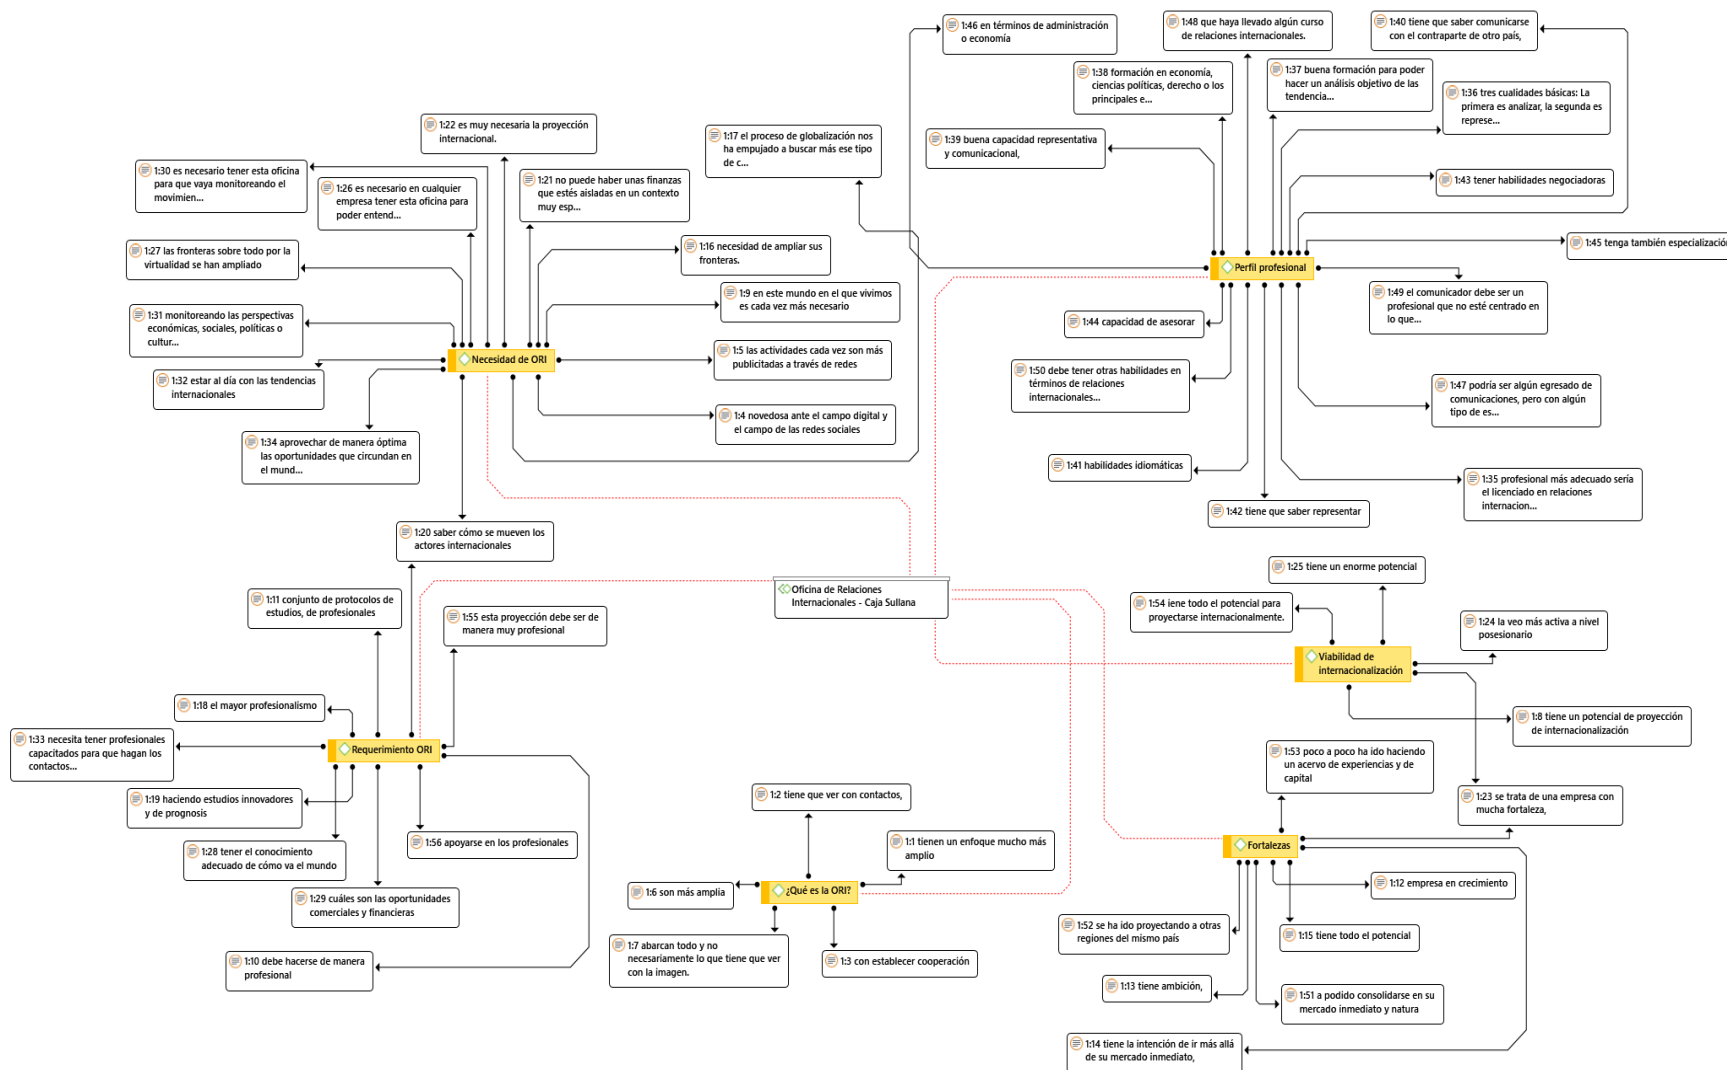 1:46 en términos de administración
o economía
1:48 que haya llevado algún curso
de relaciones internacionales.
1:40 tiene que saber comunicarse
con el contraparte de otro país,
1:38 formación en economía,
ciencias políticas, derecho o los
principales e...
1:37 buena formación para poder
hacer un análisis objetivo de las
tendencia...
1:36 tres cualidades básicas: La
primera es analizar, la segunda es
represe...
1:22 es muy necesaria la proyección
internacional.
1:17 el proceso de globalización nos
ha empujado a buscar más ese tipo
de c...
1:39 buena capacidad representativa
y comunicacional,
1:30 es necesario tener esta oficina
para que vaya monitoreando el
movimien...
1:26 es necesario en cualquier
empresa tener esta oficina para
poder entend...
1:21 no puede haber unas finanzas
que estés aisladas en un contexto
muy esp...
1:43 tener habilidades negociadoras
1:27 las fronteras sobre todo por la
virtualidad se han ampliado
1:16 necesidad de ampliar sus
fronteras.
1:45 tenga también especialización
Perfil profesional
1:9 en este mundo en el que vivimos
es cada vez más necesario
1:49 el comunicador debe ser un
profesional que no esté centrado en
lo que...
1:31 monitoreando las perspectivas
económicas, sociales, políticas o
cultur...
1:44 capacidad de asesorar
Necesidad de ORI
1:5 las actividades cada vez son más
publicitadas a través de redes
1:32 estar al día con las tendencias
internacionales
1:50 debe tener otras habilidades en
términos de relaciones
internacionales...
1:47 podría ser algún egresado de
comunicaciones, pero con algún
tipo de es...
1:4 novedosa ante el campo digital y
el campo de las redes sociales
1:34 aprovechar de manera óptima
las oportunidades que circundan en
el mund...
1:41 habilidades idiomáticas
1:35 profesional más adecuado sería
el licenciado en relaciones
internacion...
1:42 tiene que saber representar
1:20 saber cómo se mueven los
actores internacionales
1:25 tiene un enorme potencial
Oficina de Relaciones
Internacionales - Caja Sullana
1:11 conjunto de protocolos de
estudios, de profesionales
1:55 esta proyección debe ser de
manera muy profesional
1:54 iene todo el potencial para
proyectarse internacionalmente.
1:24 la veo más activa a nivel
posesionario
Viabilidad de
internacionalización
1:18 el mayor profesionalismo
1:8 tiene un potencial de proyección
de internacionalización
1:33 necesita tener profesionales
capacitados para que hagan los
contactos...
Requerimiento ORI
1:53 poco a poco ha ido haciendo
un acervo de experiencias y de
capital
1:19 haciendo estudios innovadores
y de prognosis
1:2 tiene que ver con contactos,
1:23 se trata de una empresa con
mucha fortaleza,
1:56 apoyarse en los profesionales
1:1 tienen un enfoque mucho más
amplio
Fortalezas
1:28 tener el conocimiento
adecuado de cómo va el mundo
1:6 son más amplia
¿Qué es la ORI?
1:12 empresa en crecimiento
1:29 cuáles son las oportunidades
comerciales y financieras
1:52 se ha ido proyectando a otras
regiones del mismo país
1:15 tiene todo el potencial
1:7 abarcan todo y no
necesariamente lo que tiene que ver
con la imagen.
1:3 con establecer cooperación
1:10 debe hacerse de manera
profesional
1:13 tiene ambición,
1:51 a podido consolidarse en su
mercado inmediato y natura
1:14 tiene la intención de ir más allá
de su mercado inmediato,